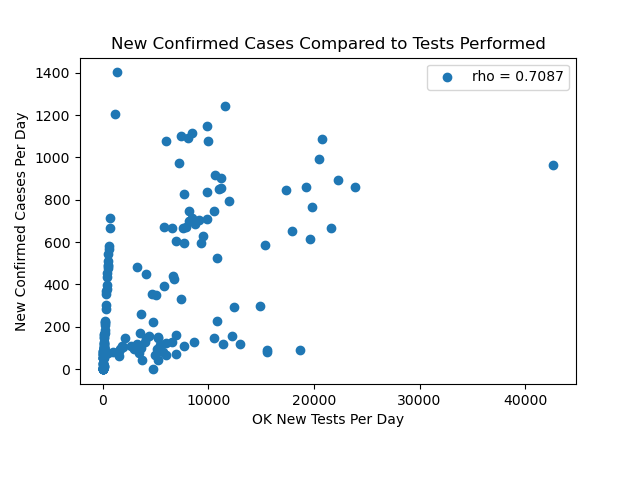 New Confirmed Cases Compared to Tests Performed
rho = 0.7087
New Confirmed Caeses Per Day
1400
1200
1000
800
600
400
200
0
0 10000 20000 30000 40000
OK New Tests Per Day